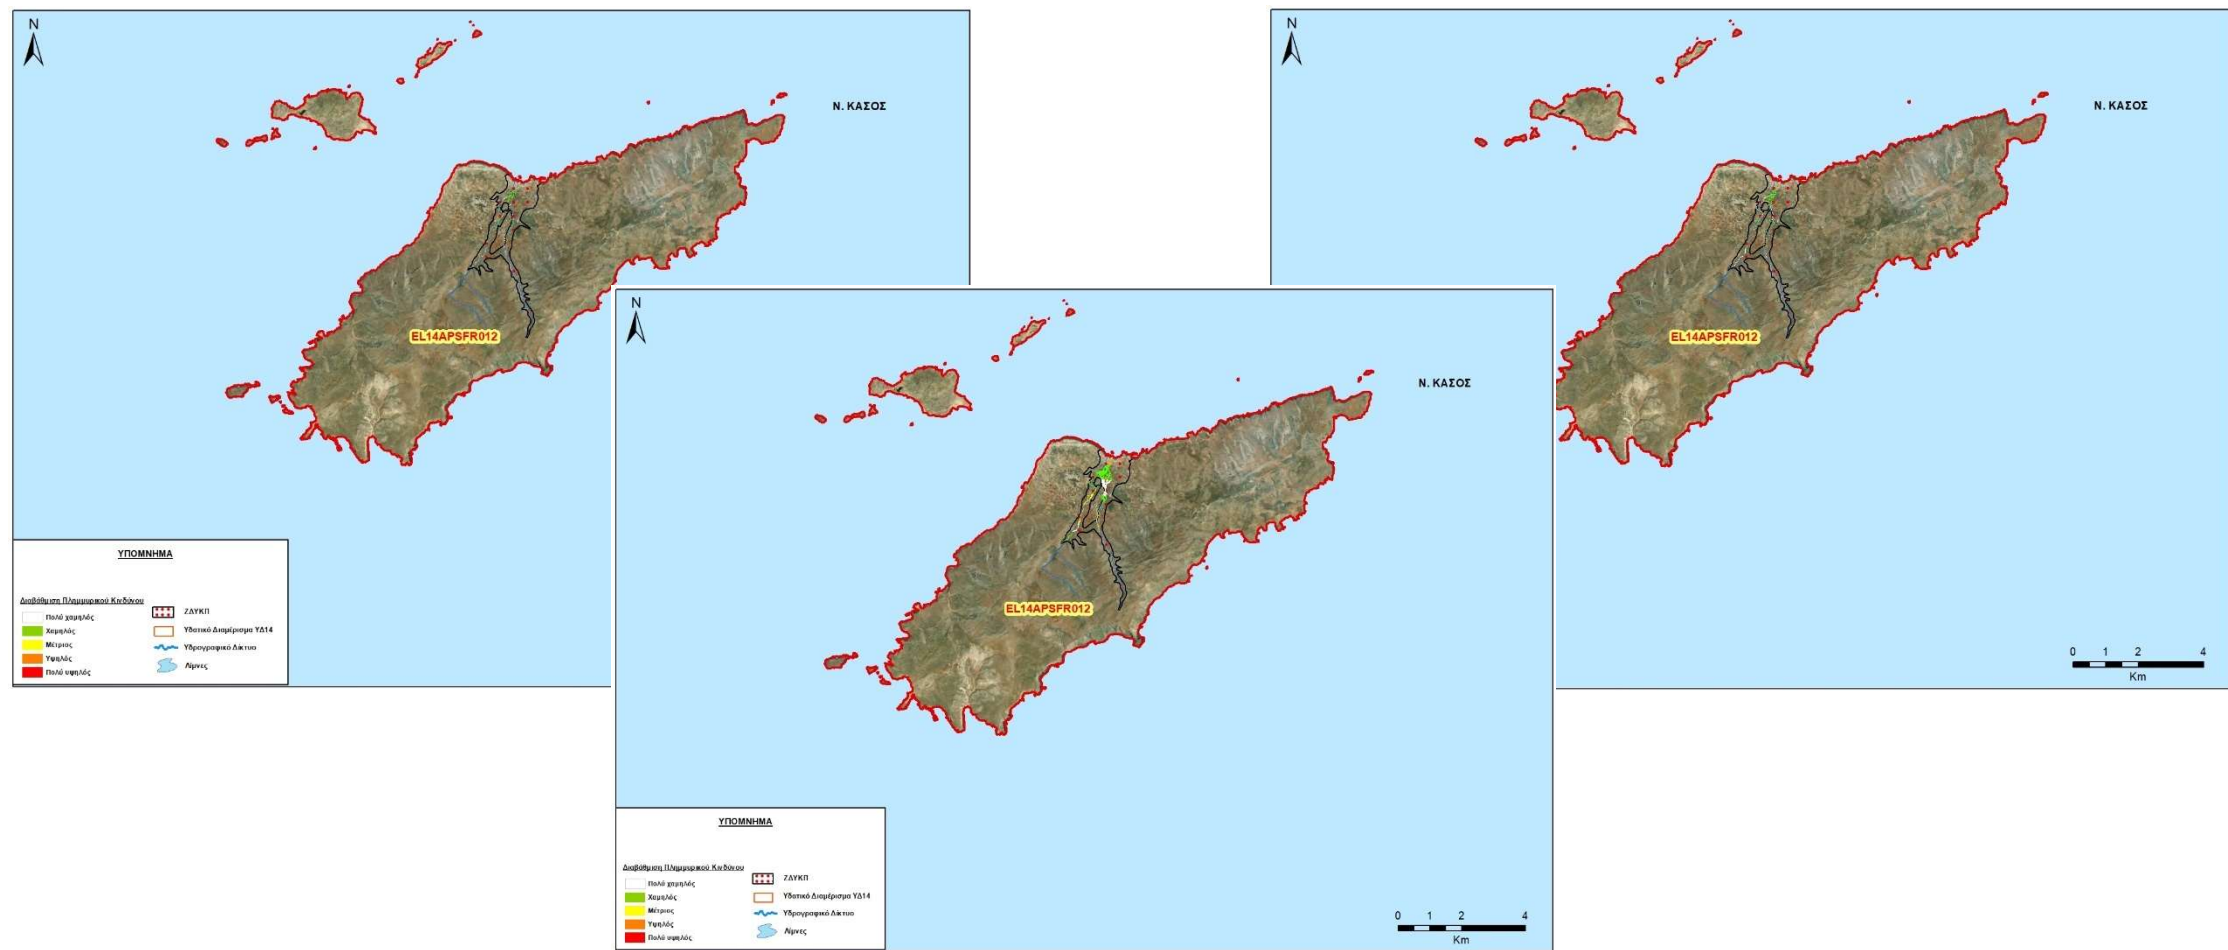 N
Ν. ΚΑΣΟΣ
EL14APSFR012
ΥΠΟΜΝΗΜΑ
Διαβάθμιση Πλημμυρικού Κινδύνου
Πολύ χαμηλός
Χαμηλός
Μέτριος
Υψηλός
Πολύ υψηλός
ΖΔΥΚΠ
Υδατικό Διαμέρισμα ΥΔ14
Υδρογραφικό Δίκτυο
Λίμνες
N
Ν. ΚΑΣΟΣ
EL14APSFR012
ΥΠΟΜΝΗΜΑ
Διαβάθμιση Πλημμυρικού Κινδύνου
Πολύ χαμηλός
Χαμηλός
Μέτριος
Υψηλός
Πολύ υψηλός
ΖΔΥΚΠ
Υδατικό Διαμέρισμα ΥΔ14
Υδρογραφικό Δίκτυο
Λίμνες
0 1 2 4
Km
N
Ν. ΚΑΣΟΣ
EL14APSFR012
0 1 2 4
Km